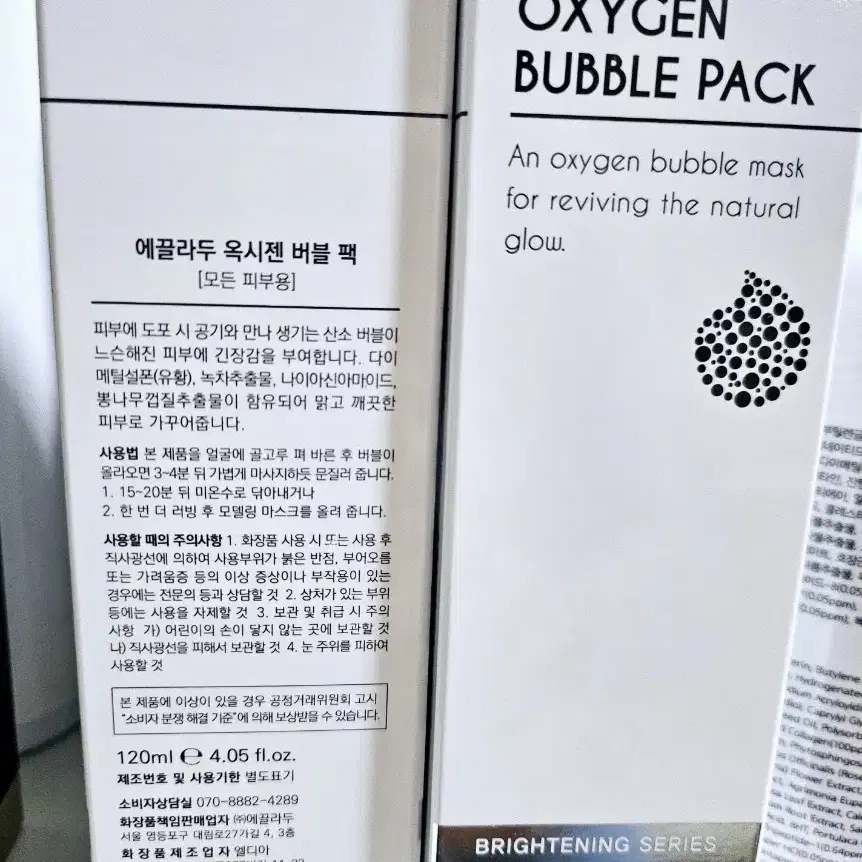 에끌라두 옥시젠 버블 팩
[모든 피부용]
피부에 도포 시 공기와 만나 생기는 산소 버블이
느슨해진 피부에 긴장감을 부여합니다. 다이
메틸설폰(유황), 녹차추출물, 나이아신아마이드,
뽕나무껍질추출물이 함유되어 맑고 깨끗한
피부로 가꾸어줍니다.
사용법 본 제품을 얼굴에 골고루 펴 바른 후 버블이
올라오면 3~4분 뒤 가볍게 마사지하듯 문질러 줍니다.
1. 15~20분 뒤 미온수로 닦아내거나
2. 한 번 더 러빙 후 모델링 마스크를 올려 줍니다.
사용할 때의 주의사항 1. 화장품 사용 시 또는 사용 후
직사광선에 의하여 사용부위가 붉은 반점, 부어오름
또는 가려움증 등의 이상 증상이나 부작용이 있는
경우에는 전문의 등과 상담할 것 2. 상처가 있는 부위
등에는 사용을 자제할 것 3. 보관 및 취급 시 주의
사항 가) 어린이의 손이 닿지 않는 곳에 보관할 것
나) 직사광선을 피해서 보관할 것 4. 눈 주위를 피하여
사용할 것
본 제품에 이상이 있을 경우 공정거래위원회 고시
"소비자 분쟁 해결 기준"에 의해 보상받을 수 있습니다.
120ml ℮ 4.05 fl.oz.
제조번호 및 사용기한 별도표기
소비자상담실 070-8882-4289
화장품책임판매업자 ㈜에끌라두
서울 영등포구 대림로27가길 4, 3층
화장품제조업자 엘디아
OXYGEN
BUBBLE PACK
An oxygen bubble mask
for reviving the natural
glow.
BRIGHTENING SERIES
Butylene
Hydrogenate
Caprylyl G
Oil, Polysorb
Collagen(100pp
Phytosphingos
Officinalis (Ros
Flower Extract
Agrimonia Eup
Leaf Extract, Ca
Root Extract, Sa
BHT, Portulaca